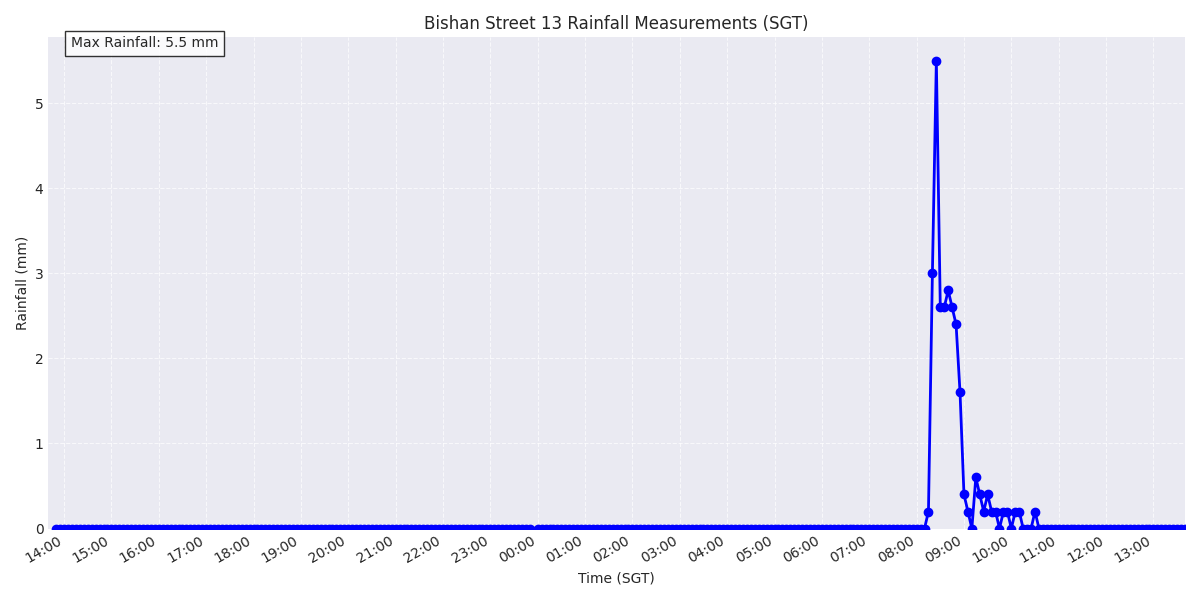 Bishan Street 13 Rainfall Measurements (SGT)
Max Rainfall: 5.5 mm
5
4
3
2
1
0
Rainfall (mm)
14:00 15:00 16:00 17:00 18:00 19:00 20:00 21:00 22:00 23:00 00:00 01:00 02:00 03:00 04:00 05:00 06:00 07:00 08:00 09:00 10:00 11:00 12:00 13:00
Time (SGT)